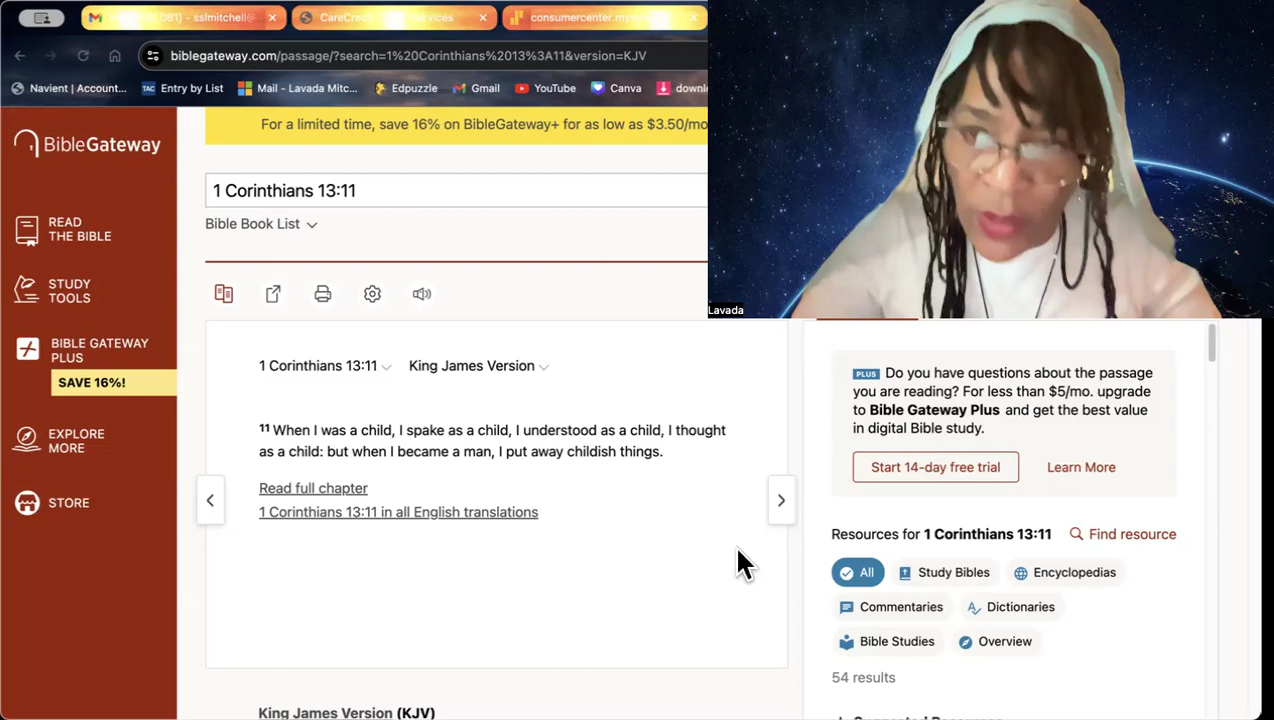 081) - sslmitchell@
CareCredit
consumercenter.my
biblegateway.com/passage/?search=1%20Corinthians%2013%3A11&version=KJV
Navient | Account...
TAC Entry by List
Mail - Lavada Mitc...
Edpuzzle
Gmail
YouTube
Canva
For a limited time, save 16% on BibleGateway+ for as low as $3.50/mo
BibleGateway
1 Corinthians 13:11
Bible Book List
READ
THE BIBLE
STUDY
TOOLS
BIBLE GATEWAY
PLUS
SAVE 16%!
EXPLORE
MORE
STORE
Lavada
1 Corinthians 13:11
King James Version
11 When I was a child, I spake as a child, I understood as a child, I thought
as a child: but when I became a man, I put away childish things.
Read full chapter
1 Corinthians 13:11 in all English translations
King James Version (KJV)
PLUS Do you have questions about the passage
you are reading? For less than $5/mo. upgrade
to Bible Gateway Plus and get the best value
in digital Bible study.
Start 14-day free trial
Learn More
Resources for 1 Corinthians 13:11
Find resource
All
Study Bibles
Encyclopedias
Commentaries
Dictionaries
Bible Studies
Overview
54 results